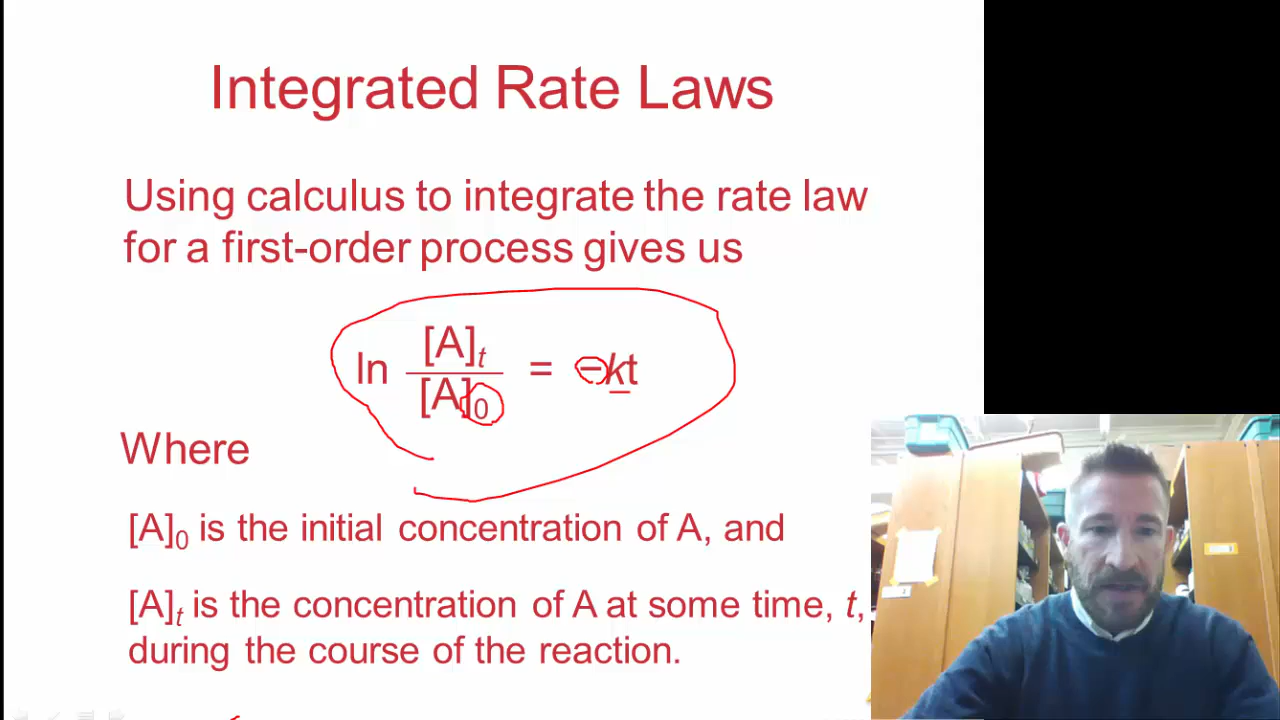 Integrated Rate Laws
Using calculus to integrate the rate law
for a first-order process gives us
ln [A]t / [A]0 = −kt
Where
[A]0 is the initial concentration of A, and
[A]t is the concentration of A at some time, t,
during the course of the reaction.